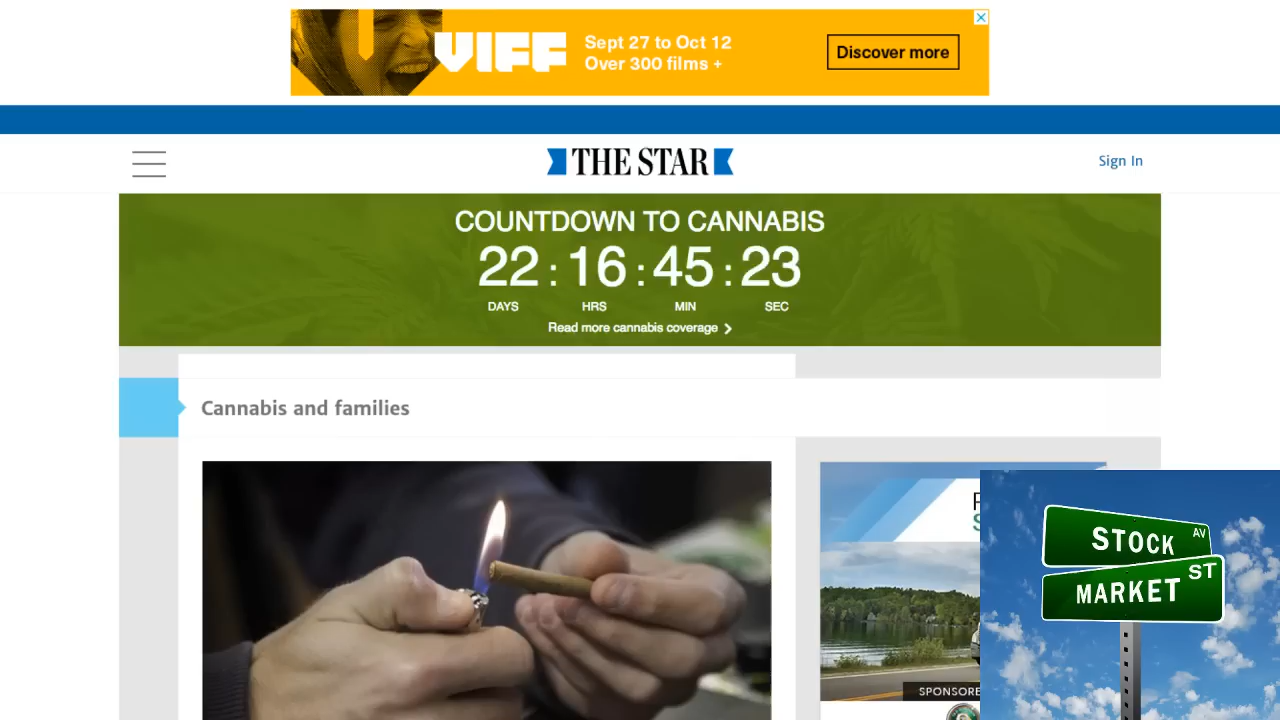 VIFF
Sept 27 to Oct 12
Over 300 films +
Discover more
THE STAR
Sign In
COUNTDOWN TO CANNABIS
22 : 16 : 45 : 23
DAYS HRS MIN SEC
Read more cannabis coverage
Cannabis and families
STOCK AV
MARKET ST